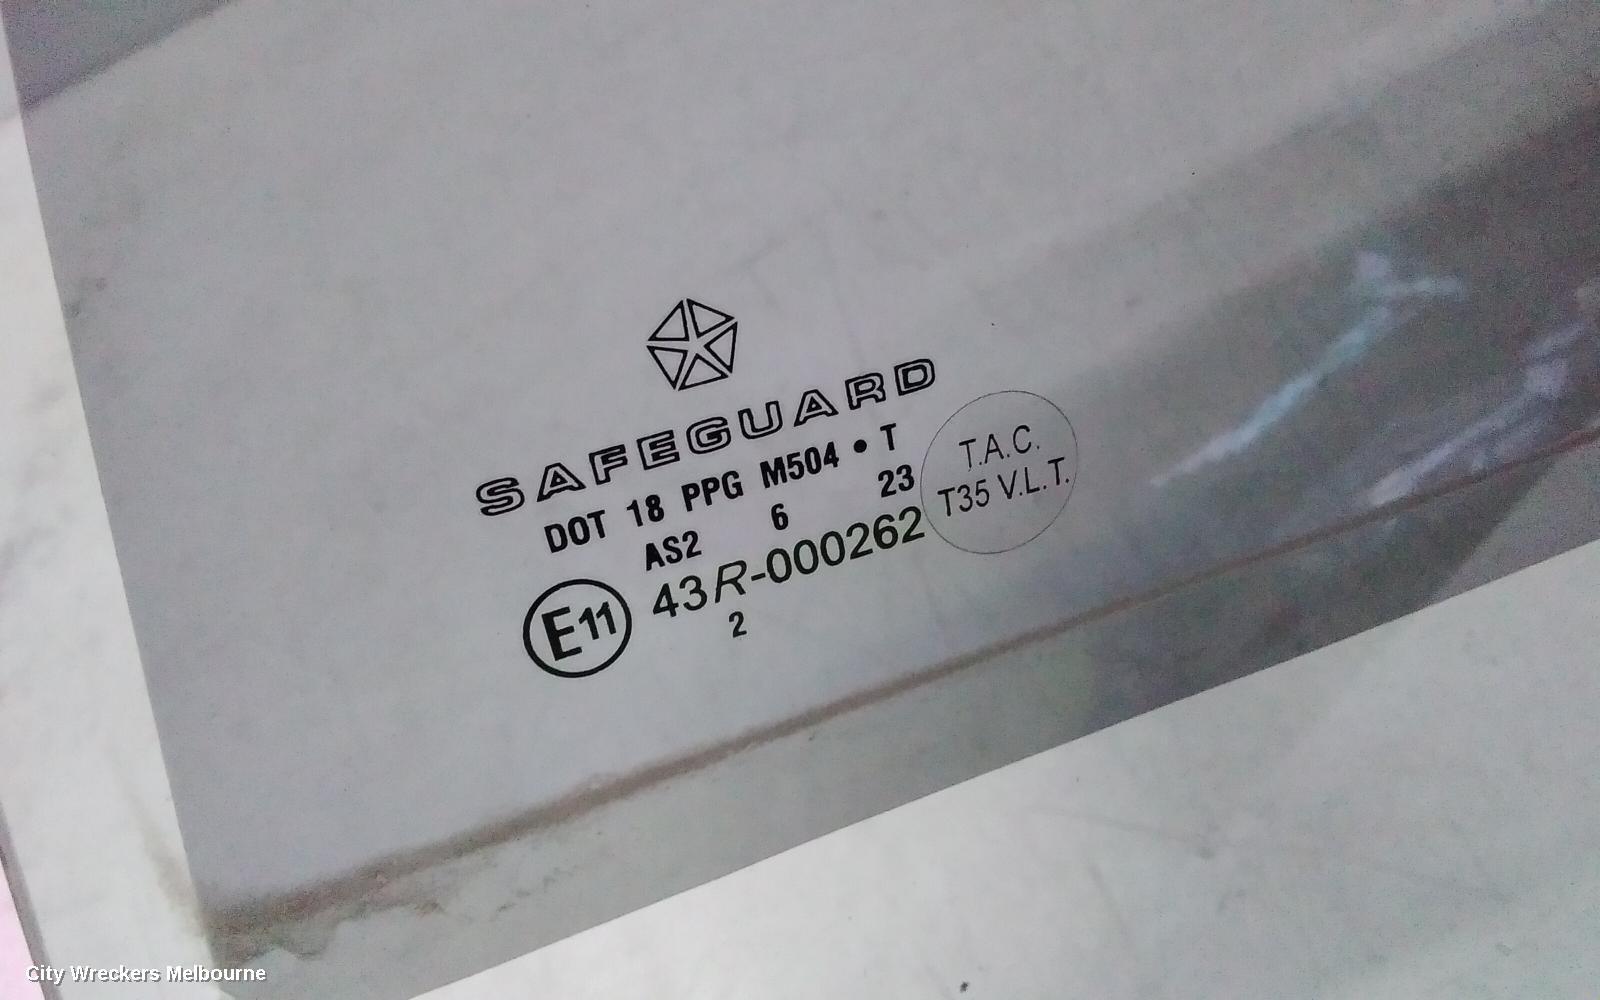 SAFEGUARD
DOT 18 PPG M504 • T
AS2 6 23
E11 43R-000262
2
T.A.C.
T35 V.L.T.
City Wreckers Melbourne